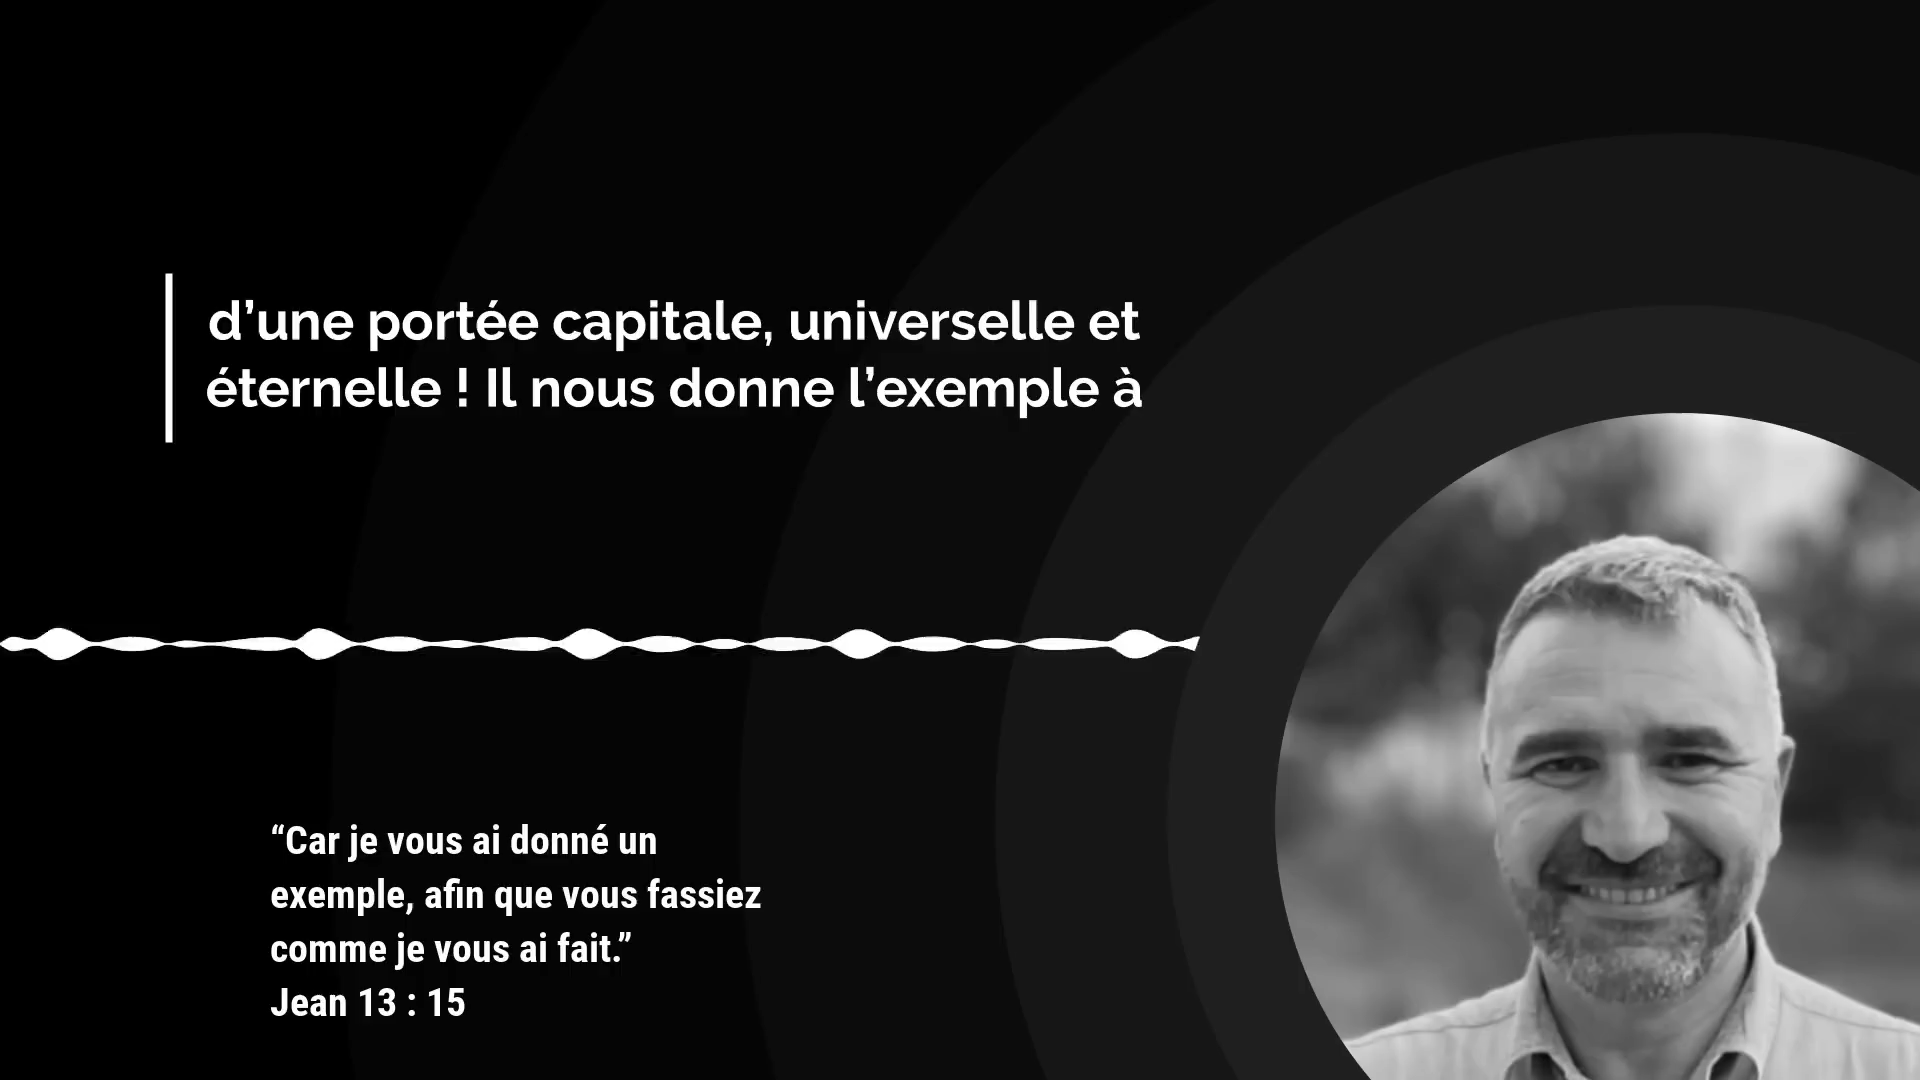 d’une portée capitale, universelle et
éternelle ! Il nous donne l’exemple à
“Car je vous ai donné un
exemple, afin que vous fassiez
comme je vous ai fait.”
Jean 13 : 15